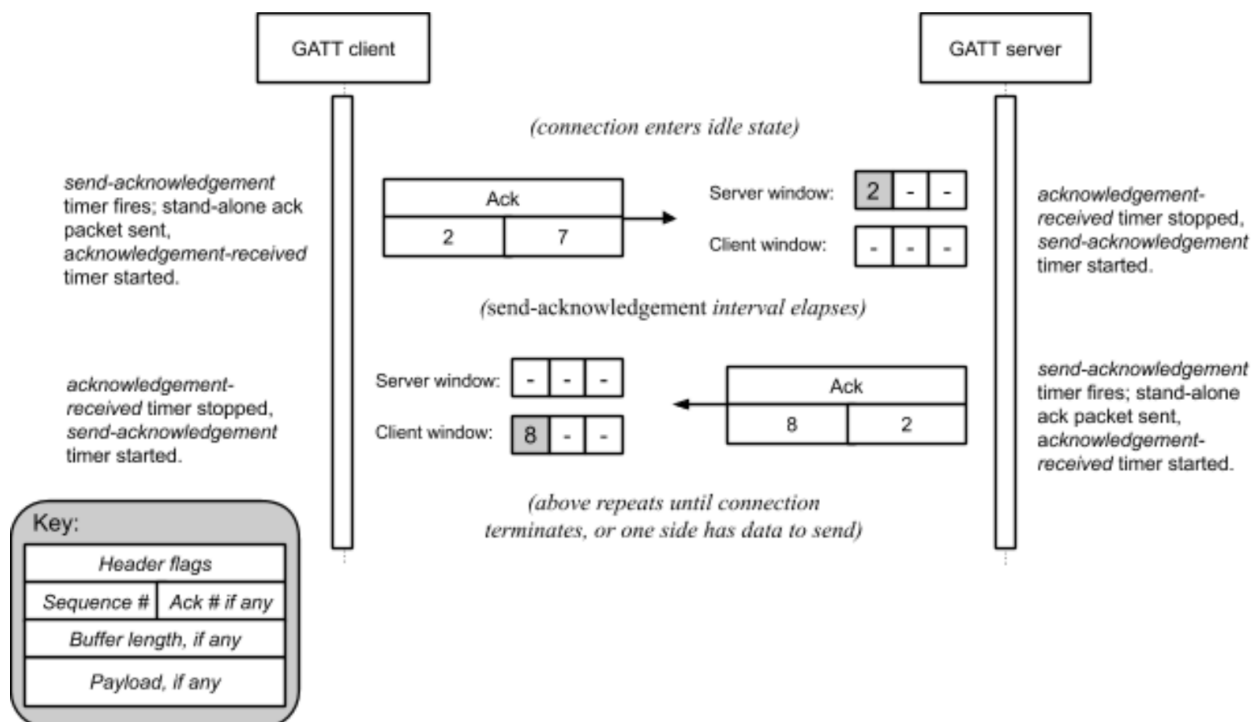 GATT client
GATT server
(connection enters idle state)
send-acknowledgement
timer fires; stand-alone ack
packet sent,
acknowledgement-received
timer started.
Ack
2 7
Server window: 2 - -
Client window: - - -
acknowledgement-
received timer stopped,
send-acknowledgement
timer started.
(send-acknowledgement interval elapses)
acknowledgement-
received timer stopped,
send-acknowledgement
timer started.
Server window: - - -
Client window: 8 - -
Ack
8 2
send-acknowledgement
timer fires; stand-alone
ack packet sent,
acknowledgement-
received timer started.
(above repeats until connection
terminates, or one side has data to send)
Key:
Header flags
Sequence # Ack # if any
Buffer length, if any
Payload, if any